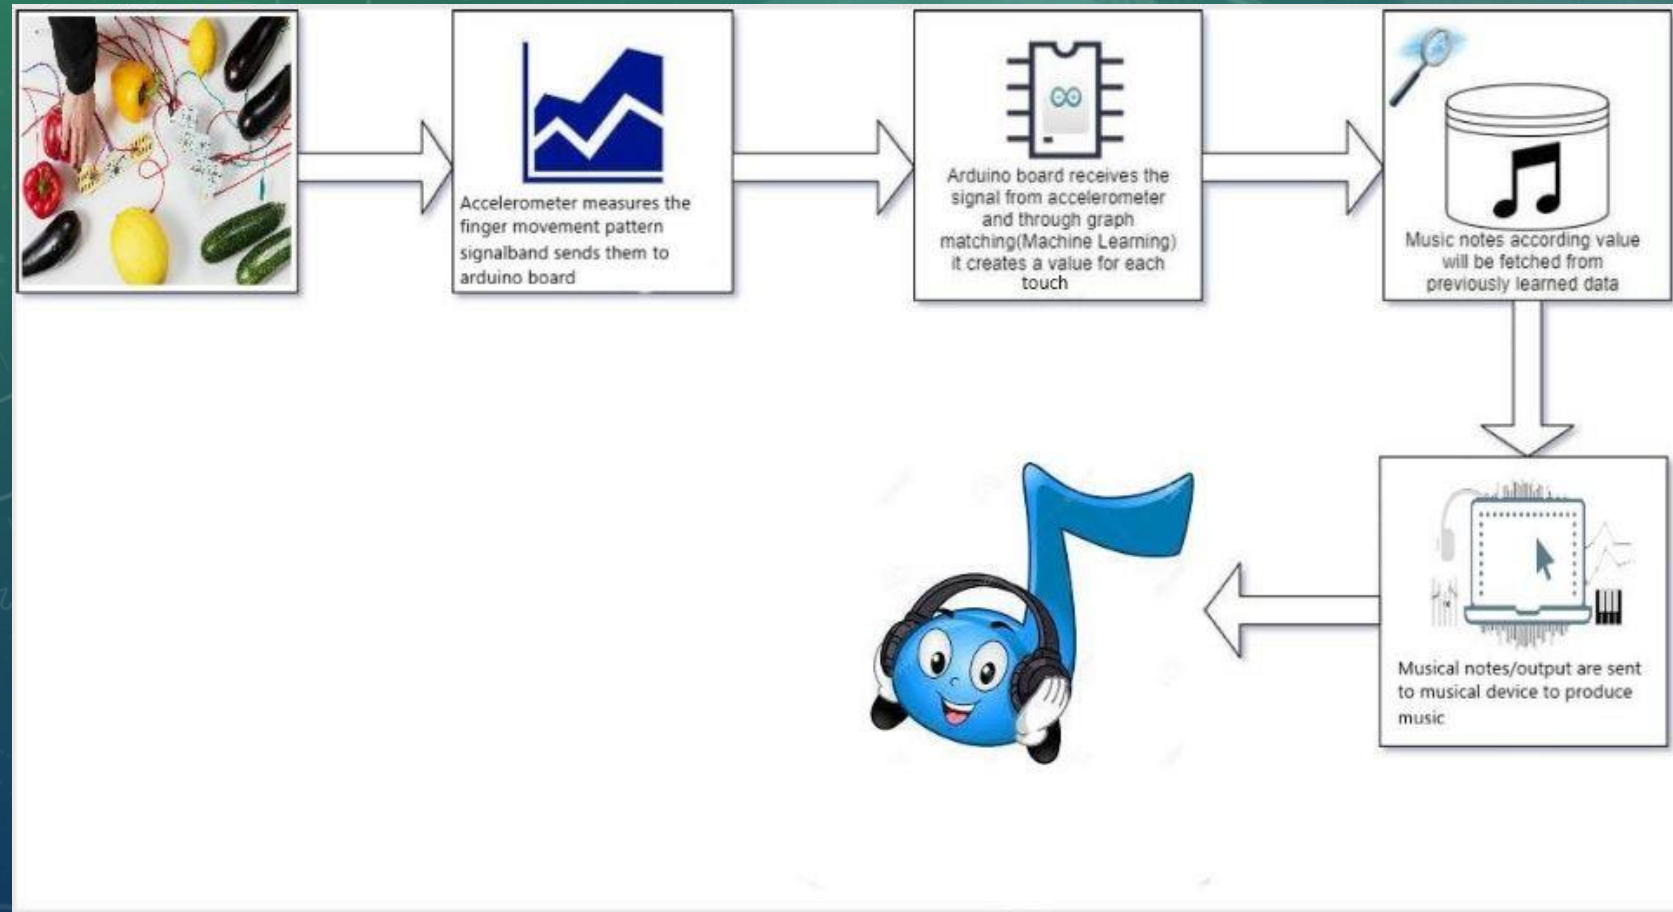 Accelerometer measures the
finger movement pattern
signalband sends them to
arduino board
Arduino board receives the
signal from accelerometer
and through graph
matching(Machine Learning)
it creates a value for each
touch
Music notes according value
will be fetched from
previously learned data
Musical notes/output are sent
to musical device to produce
music